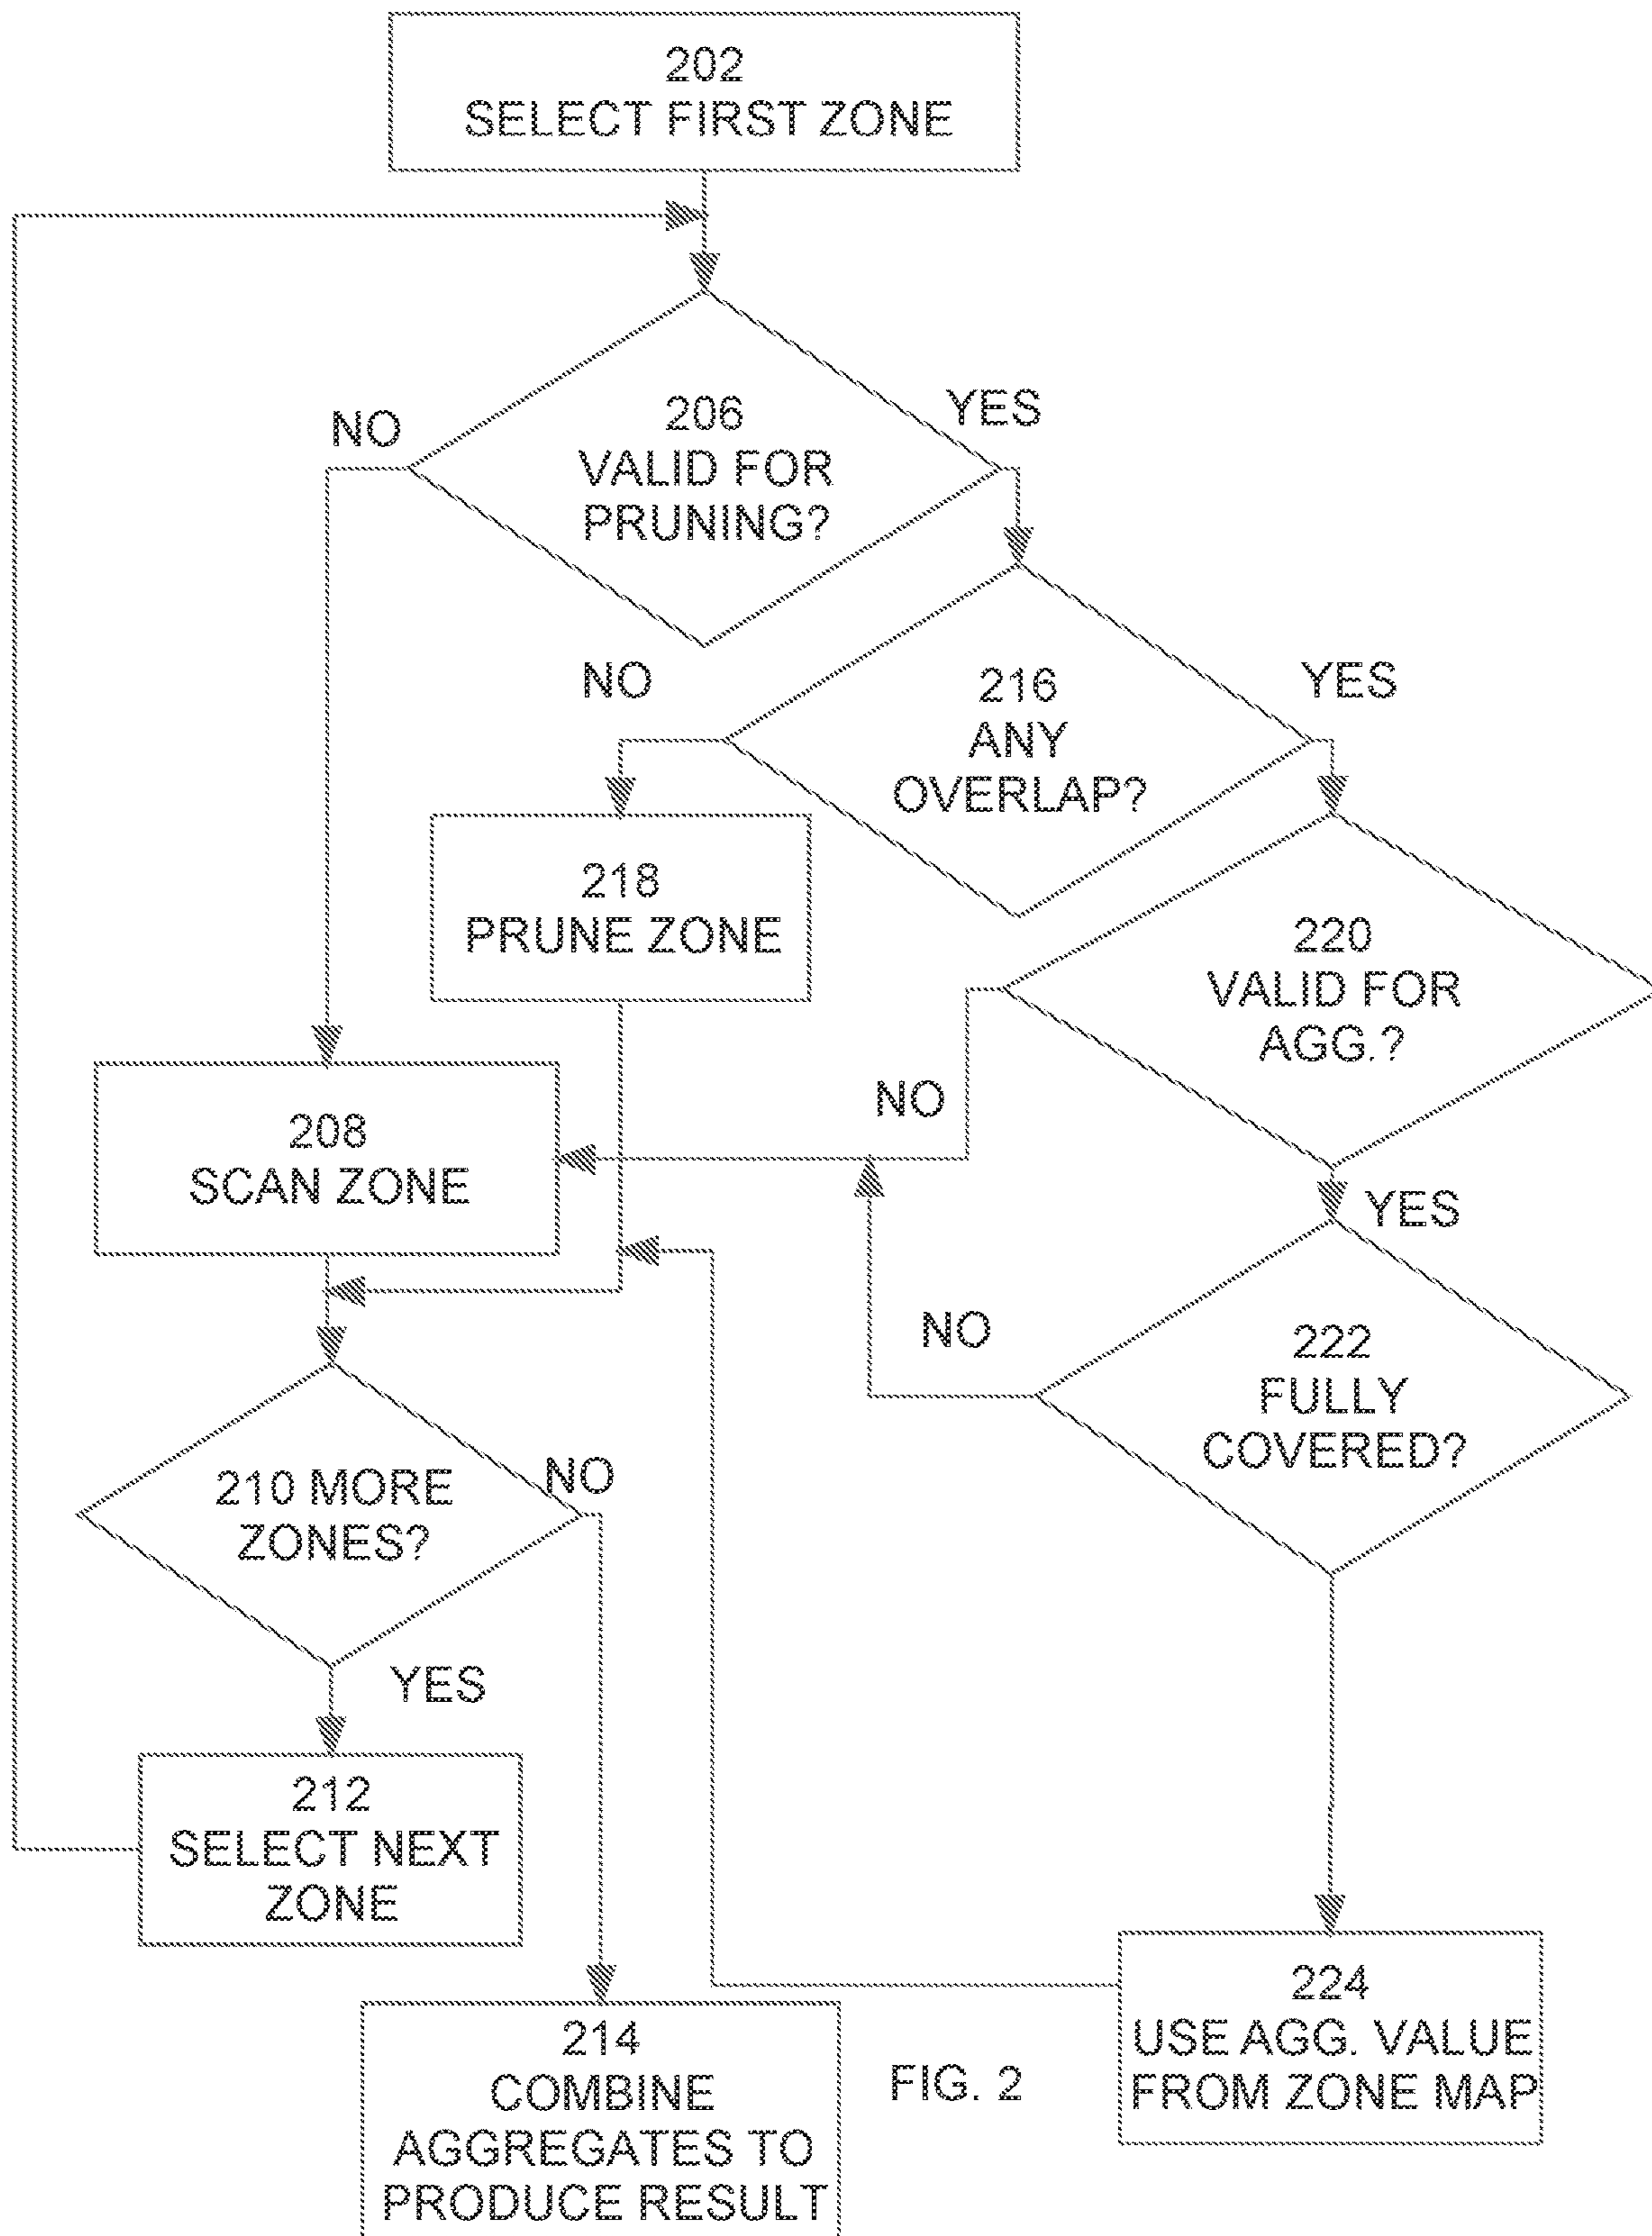 202
SELECT FIRST ZONE
NO
206
VALID FOR
PRUNING?
YES
NO
216
ANY
OVERLAP?
YES
218
PRUNE ZONE
220
VALID FOR
AGG.?
NO
208
SCAN ZONE
YES
NO
222
FULLY
COVERED?
210 MORE
ZONES?
NO
YES
212
SELECT NEXT
ZONE
224
USE AGG. VALUE
FROM ZONE MAP
214
COMBINE
AGGREGATES TO
PRODUCE RESULT
FIG. 2